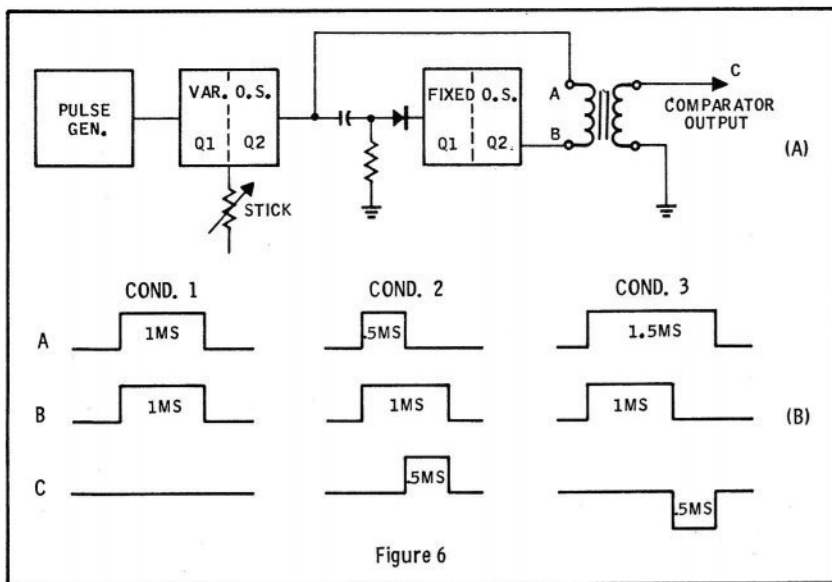 PULSE GEN.
VAR. O.S.
Q1 Q2
STICK
FIXED O.S.
Q1 Q2.
A
B
C
COMPARATOR
OUTPUT
(A)
COND. 1 COND. 2 COND. 3
A 1MS .5MS 1.5MS
B 1MS 1MS 1MS (B)
C .5MS .5MS
Figure 6